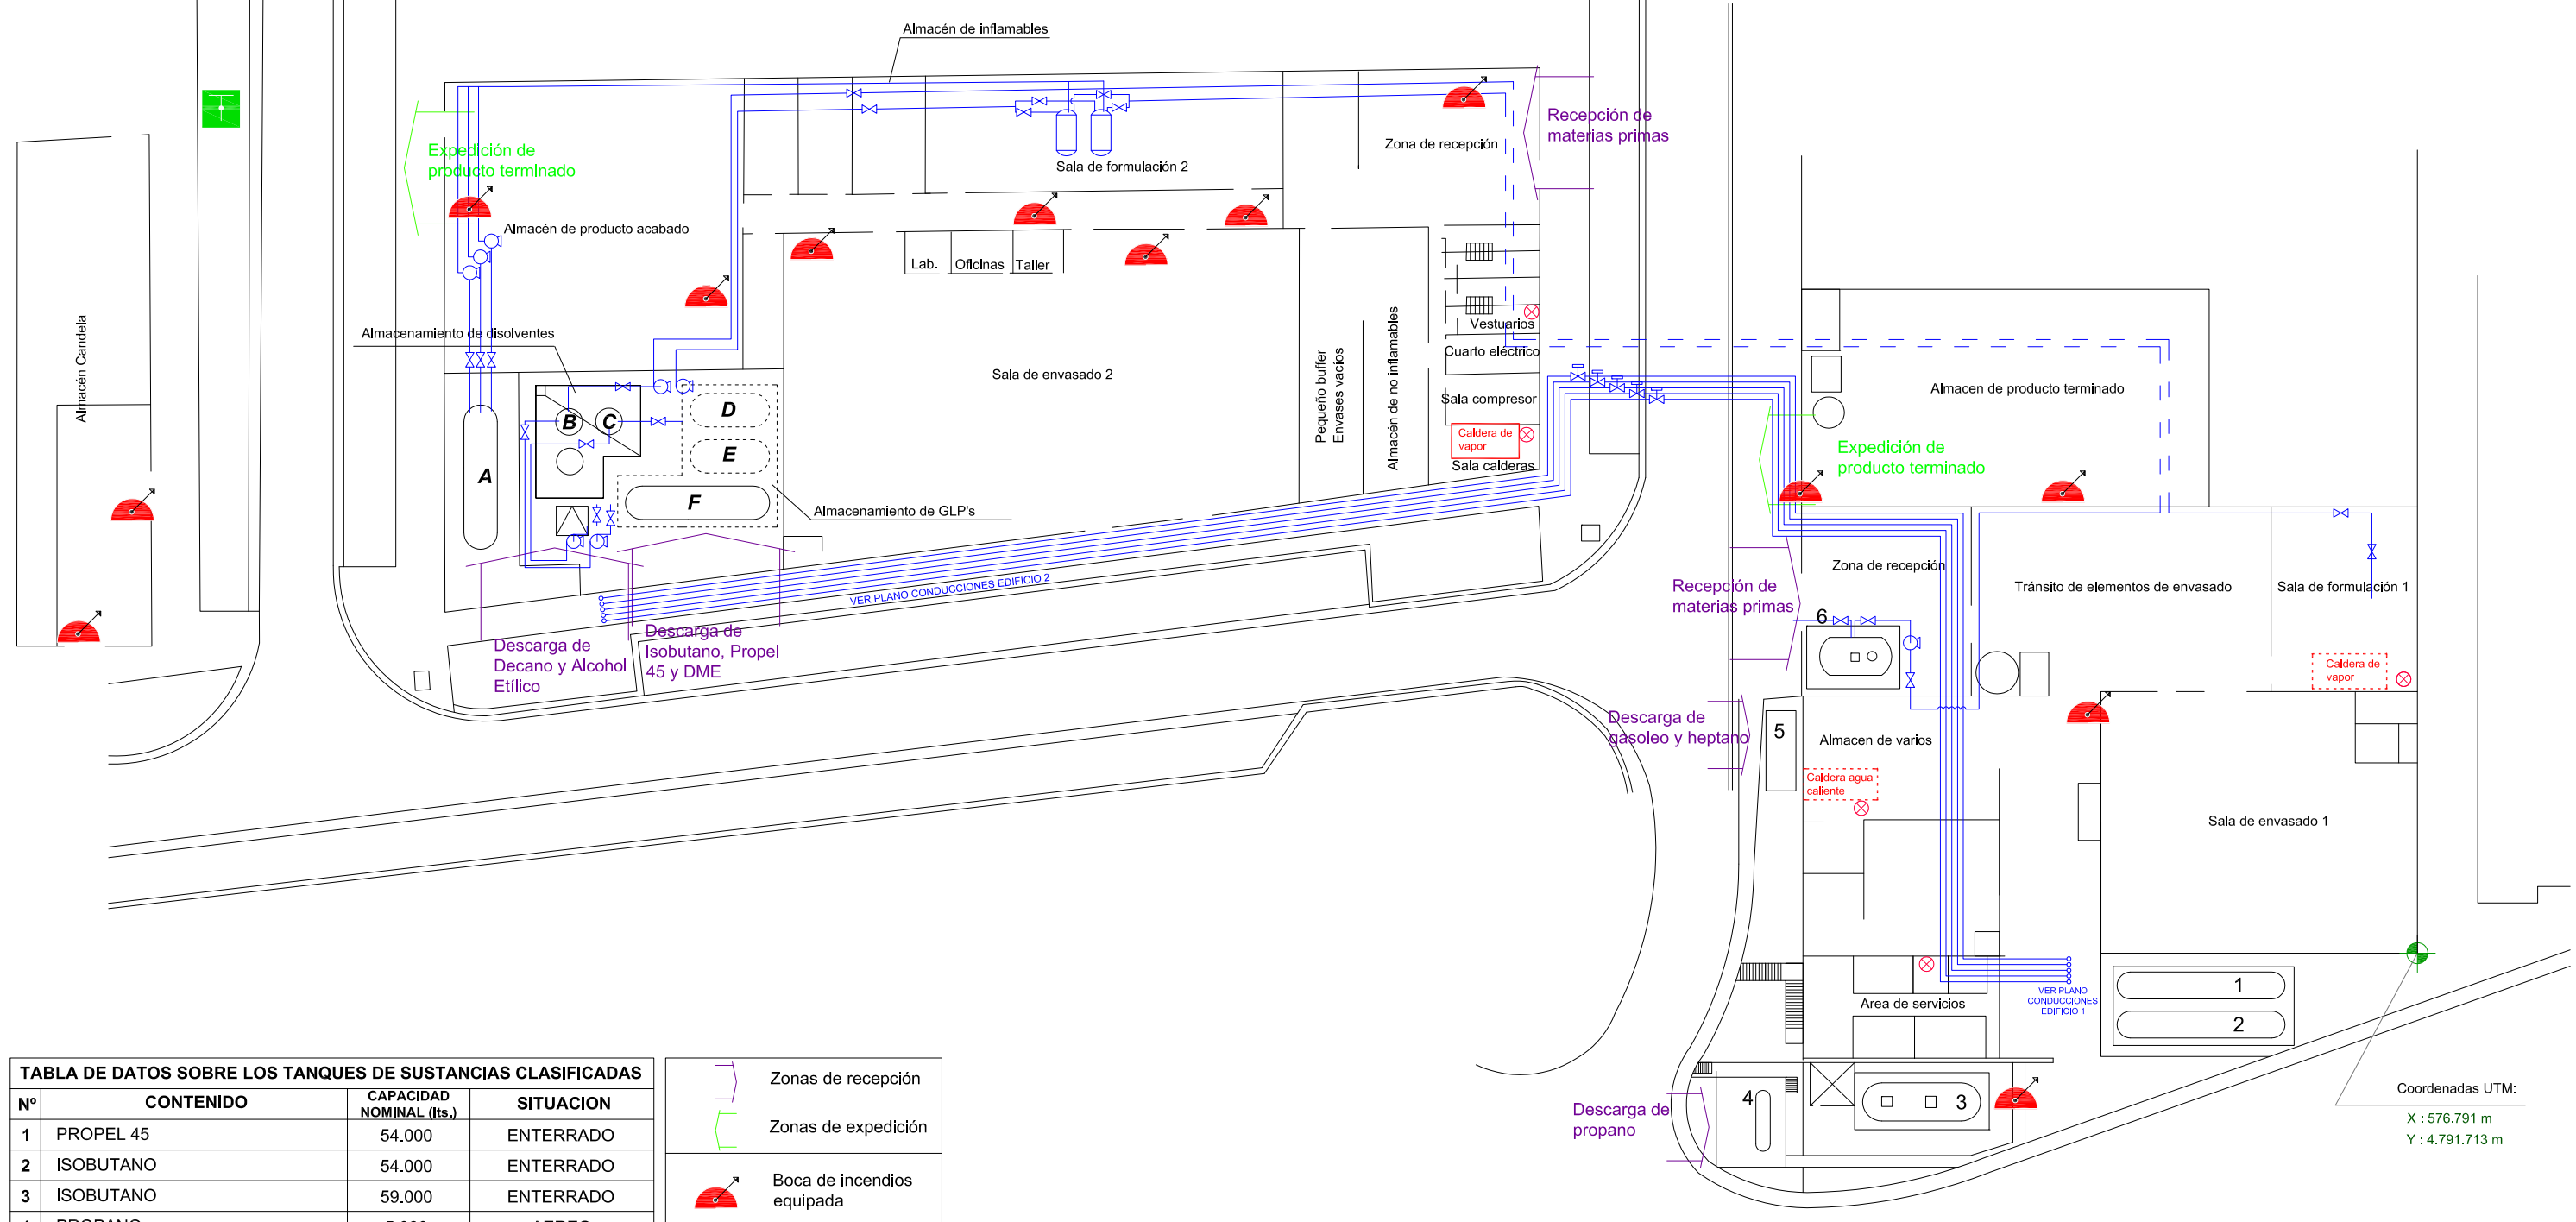 Almacén de inflamables
Expedición de
producto terminado
Recepción de
materias primas
Zona de recepción
Sala de formulación 2
Almacén de producto acabado
Lab.
Oficinas
Taller
Almacén Candela
Almacenamiento de disolventes
Vestuarios
Cuarto eléctrico
Sala compresor
Caldera de
vapor
Sala calderas
Sala de envasado 2
Pequeño buffer
Envases vacíos
Almacén de no inflamables
Almacen de producto terminado
Expedición de
producto terminado
A
B
C
D
E
F
Almacenamiento de GLP's
VER PLANO CONDUCCIONES EDIFICIO 2
Descarga de
Decano y Alcohol
Etílico
Descarga de
Isobutano, Propel
45 y DME
Zona de recepción
Recepción de
materias primas
6
Tránsito de elementos de envasado
Sala de formulación 1
Caldera de
vapor
Descarga de
gasoleo y heptano
5
Almacen de varios
Caldera agua
caliente
Sala de envasado 1
Area de servicios
VER PLANO
CONDUCCIONES
EDIFICIO 1
1
2
3
4
Descarga de
propano
Coordenadas UTM:
X : 576.791 m
Y : 4.791.713 m
TABLA DE DATOS SOBRE LOS TANQUES DE SUSTANCIAS CLASIFICADAS
Nº CONTENIDO CAPACIDAD NOMINAL (lts.) SITUACION
1 PROPEL 45 54.000 ENTERRADO
2 ISOBUTANO 54.000 ENTERRADO
3 ISOBUTANO 59.000 ENTERRADO
Zonas de recepción
Zonas de expedición
Boca de incendios
equipada